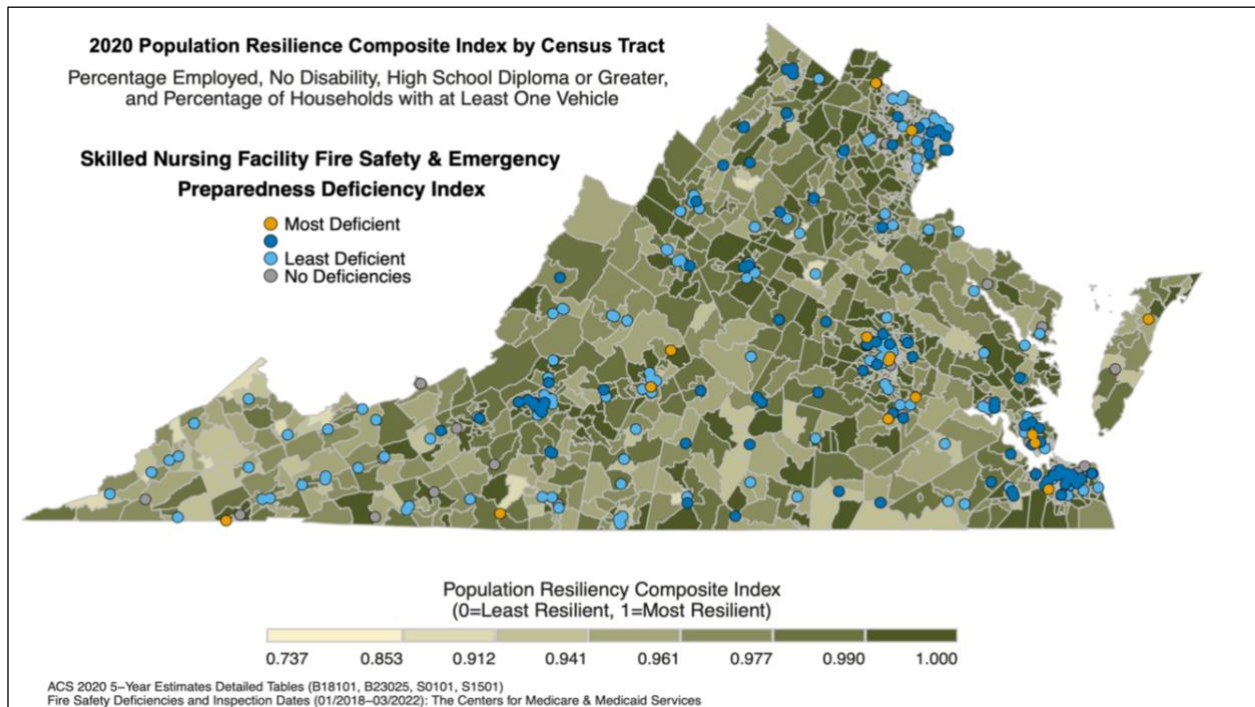 2020 Population Resilience Composite Index by Census Tract
Percentage Employed, No Disability, High School Diploma or Greater,
and Percentage of Households with at Least One Vehicle
Skilled Nursing Facility Fire Safety & Emergency
Preparedness Deficiency Index
Most Deficient
Least Deficient
No Deficiencies
Population Resiliency Composite Index
(0=Least Resilient, 1=Most Resilient)
0.737 0.853 0.912 0.941 0.961 0.977 0.990 1.000
ACS 2020 5−Year Estimates Detailed Tables (B18101, B23025, S0101, S1501)
Fire Safety Deficiencies and Inspection Dates (01/2018−03/2022): The Centers for Medicare & Medicaid Services